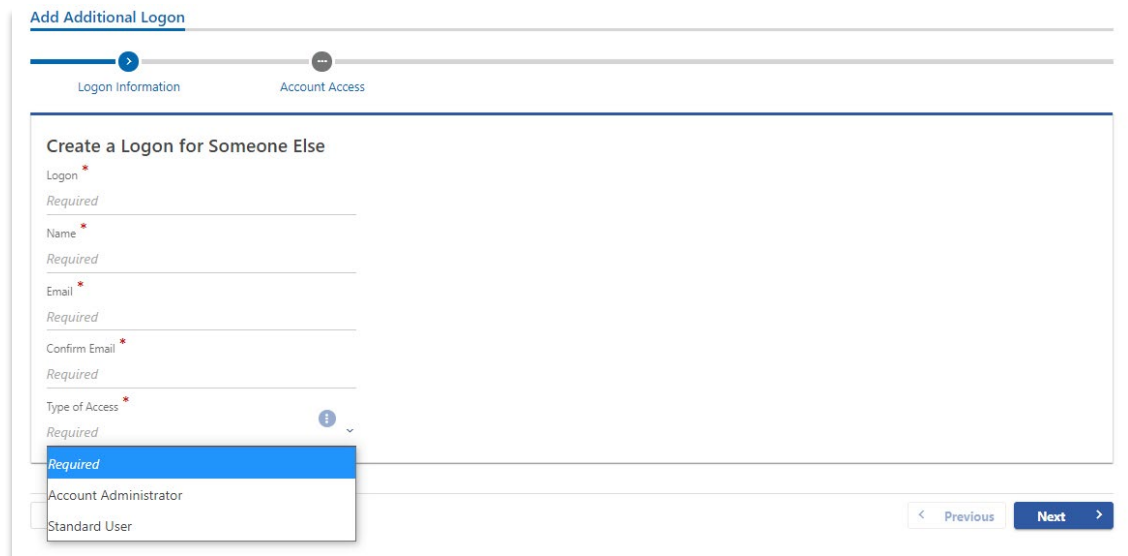 Add Additional Logon
Logon Information
Account Access
Create a Logon for Someone Else
Logon *
Required
Name *
Required
Email *
Required
Confirm Email *
Required
Type of Access *
Required
Required
Account Administrator
Standard User
Previous
Next